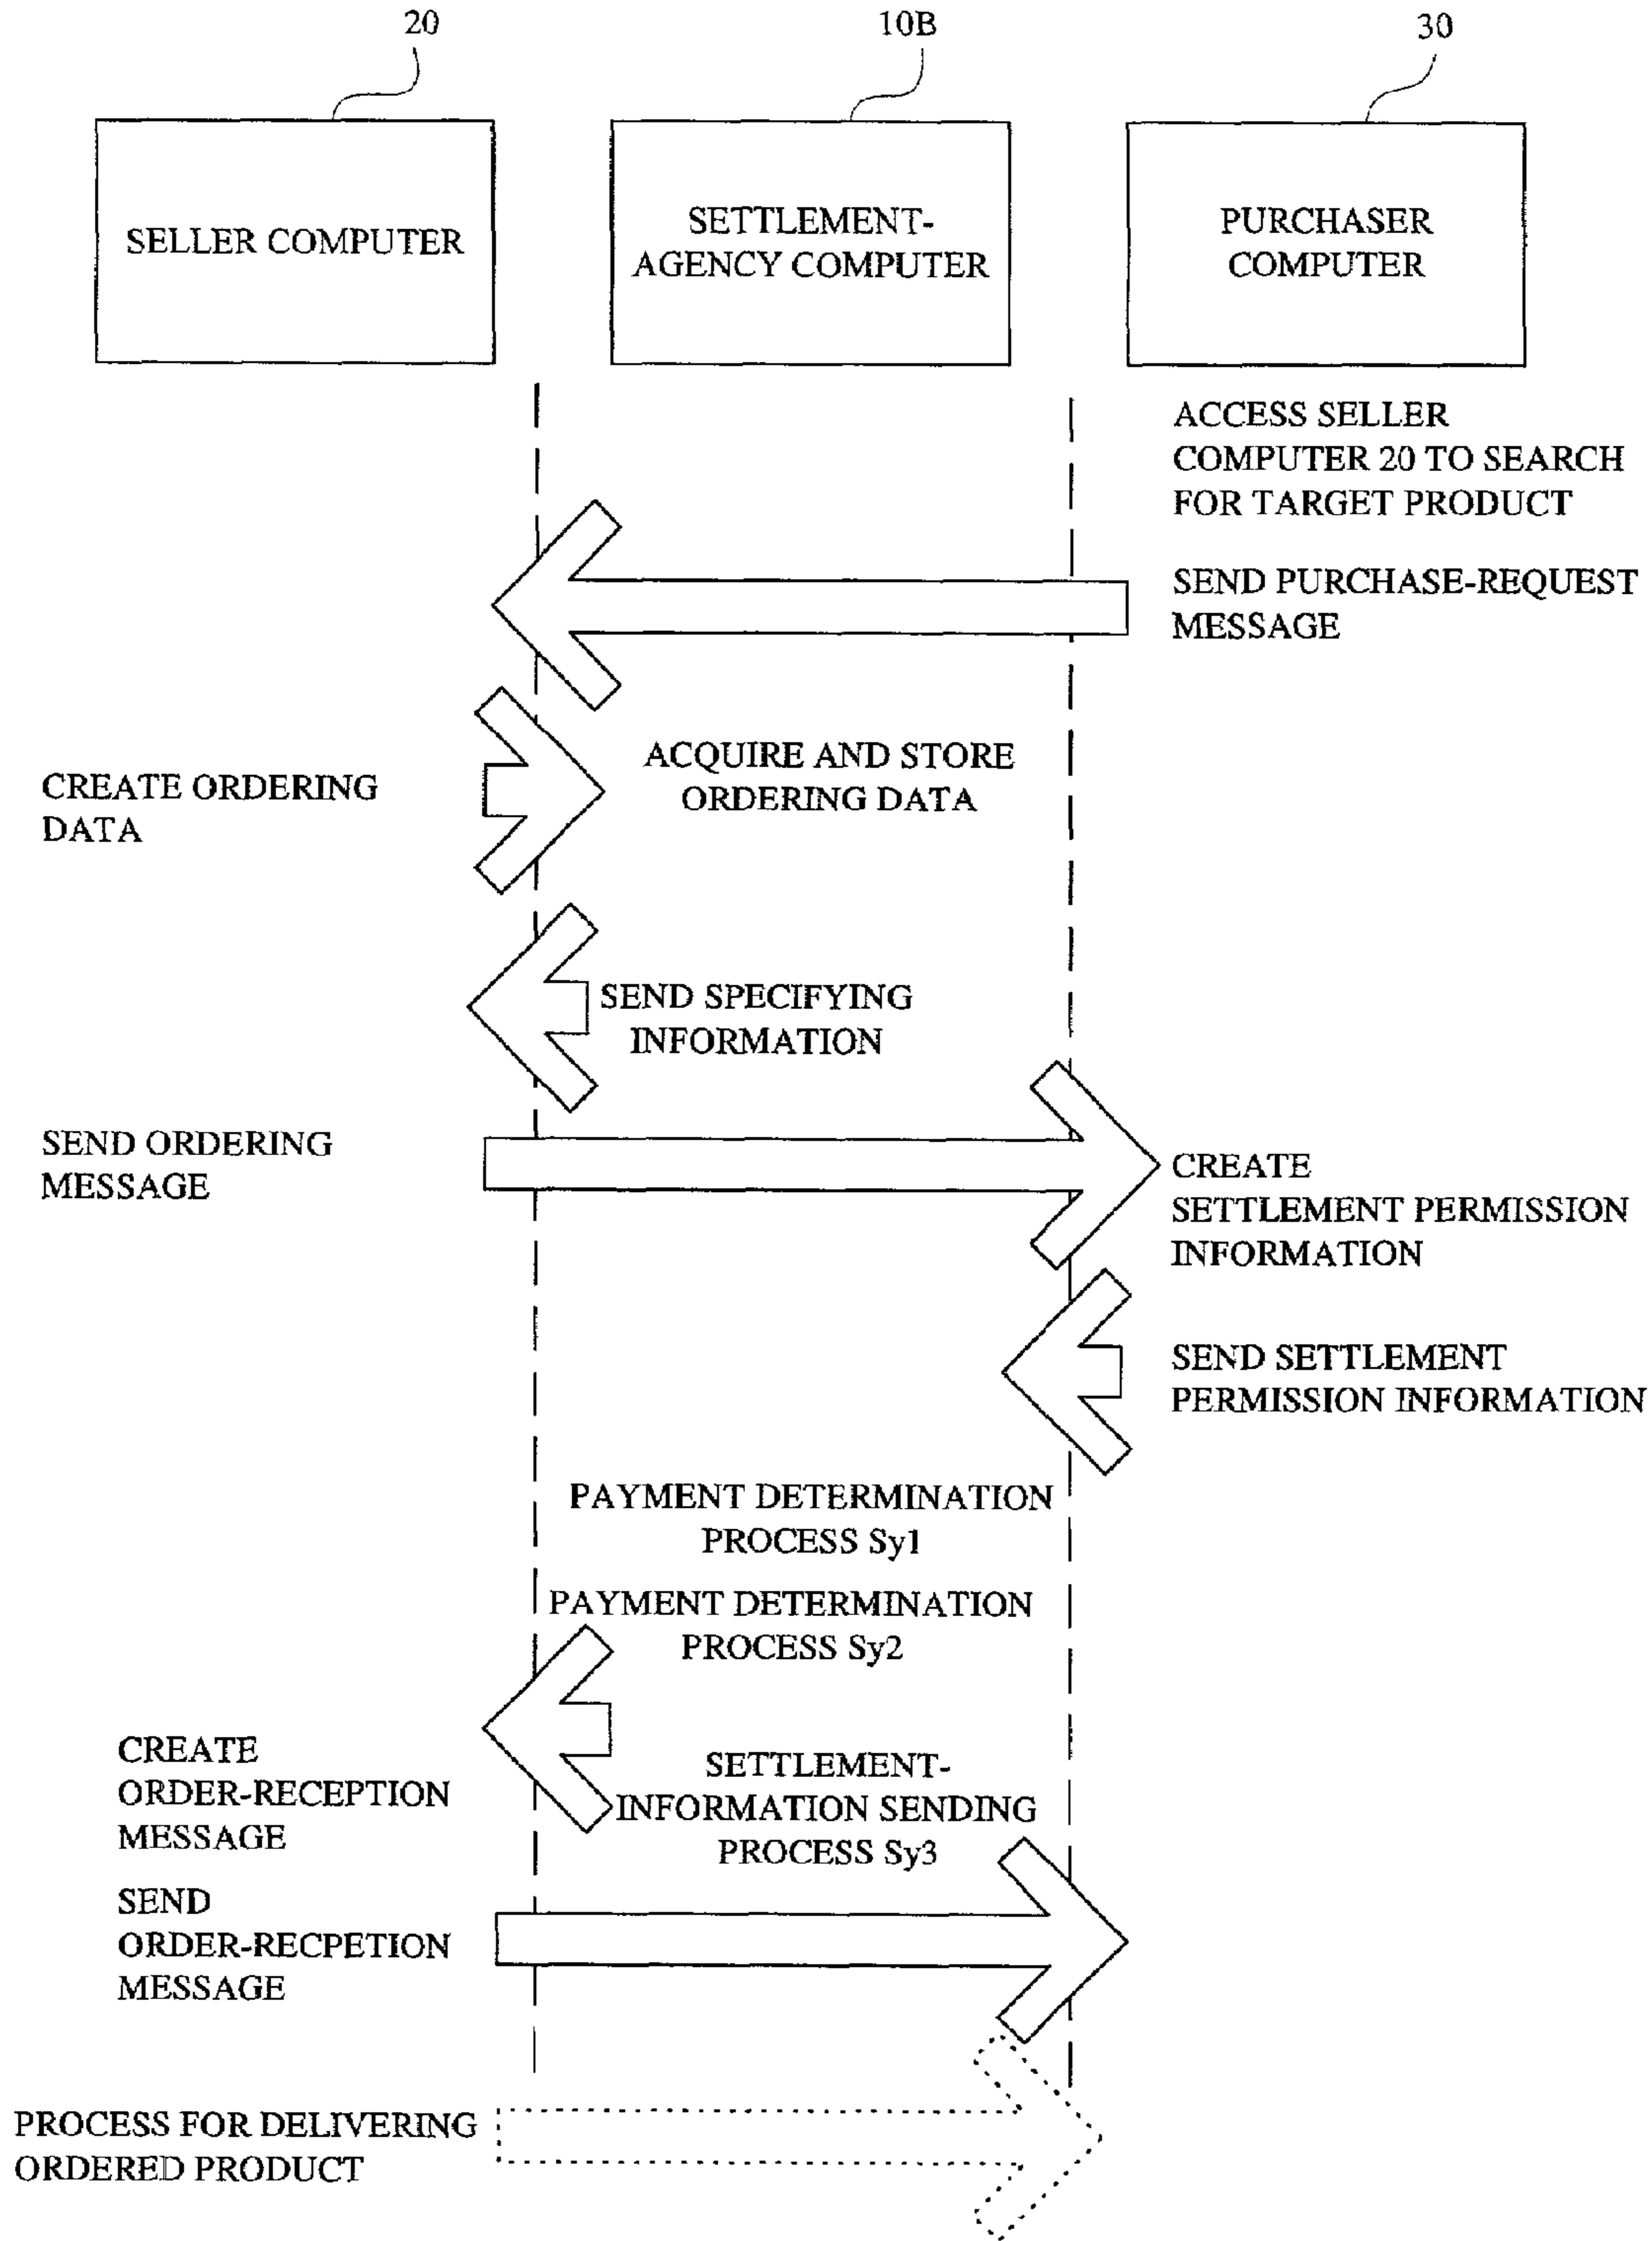 20
10B
30
SELLER COMPUTER
SETTLEMENT-
AGENCY COMPUTER
PURCHASER
COMPUTER
ACCESS SELLER
COMPUTER 20 TO SEARCH
FOR TARGET PRODUCT
SEND PURCHASE-REQUEST
MESSAGE
CREATE ORDERING
DATA
ACQUIRE AND STORE
ORDERING DATA
SEND SPECIFYING
INFORMATION
SEND ORDERING
MESSAGE
CREATE
SETTLEMENT PERMISSION
INFORMATION
SEND SETTLEMENT
PERMISSION INFORMATION
PAYMENT DETERMINATION
PROCESS Sy1
PAYMENT DETERMINATION
PROCESS Sy2
CREATE
ORDER-RECEPTION
MESSAGE
SETTLEMENT-
INFORMATION SENDING
PROCESS Sy3
SEND
ORDER-RECPETION
MESSAGE
PROCESS FOR DELIVERING
ORDERED PRODUCT